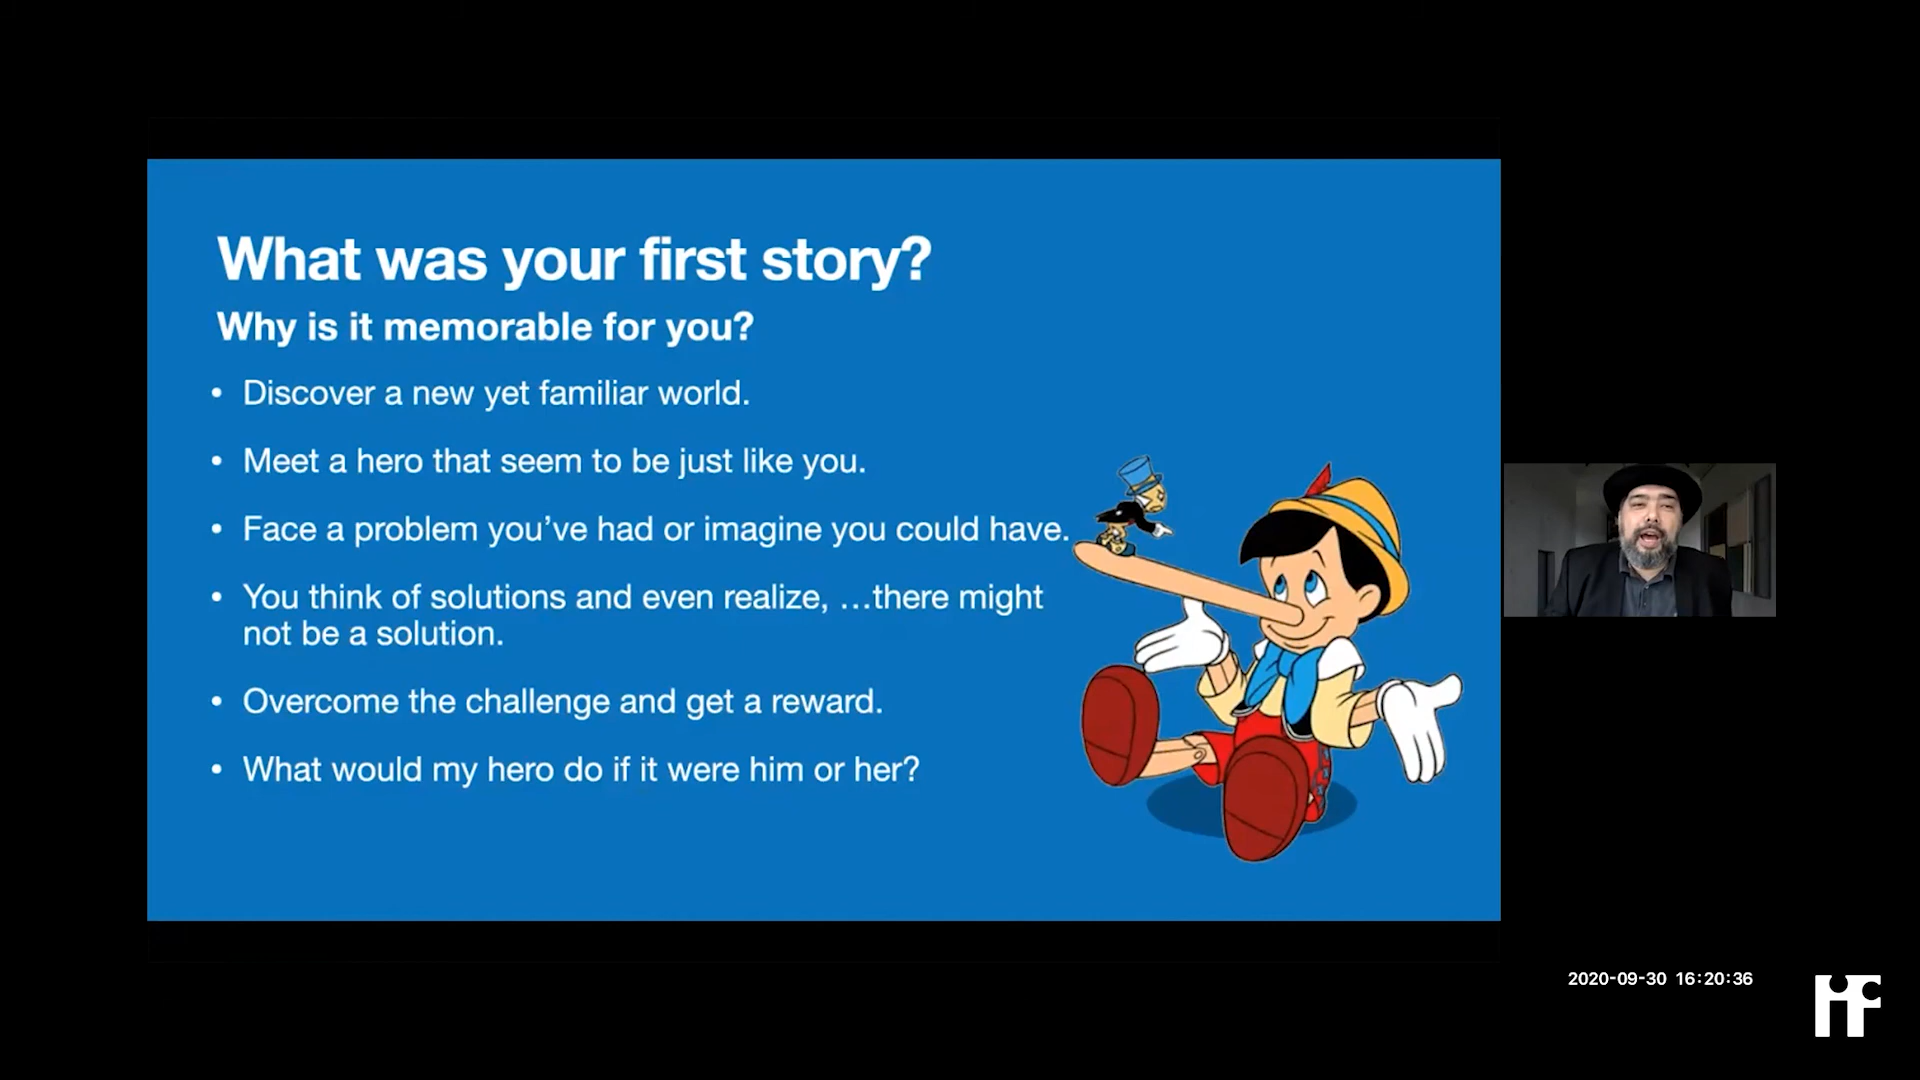 What was your first story?
Why is it memorable for you?
• Discover a new yet familiar world.
• Meet a hero that seem to be just like you.
• Face a problem you’ve had or imagine you could have.
• You think of solutions and even realize, …there might
not be a solution.
• Overcome the challenge and get a reward.
• What would my hero do if it were him or her?
2020-09-30 16:20:36